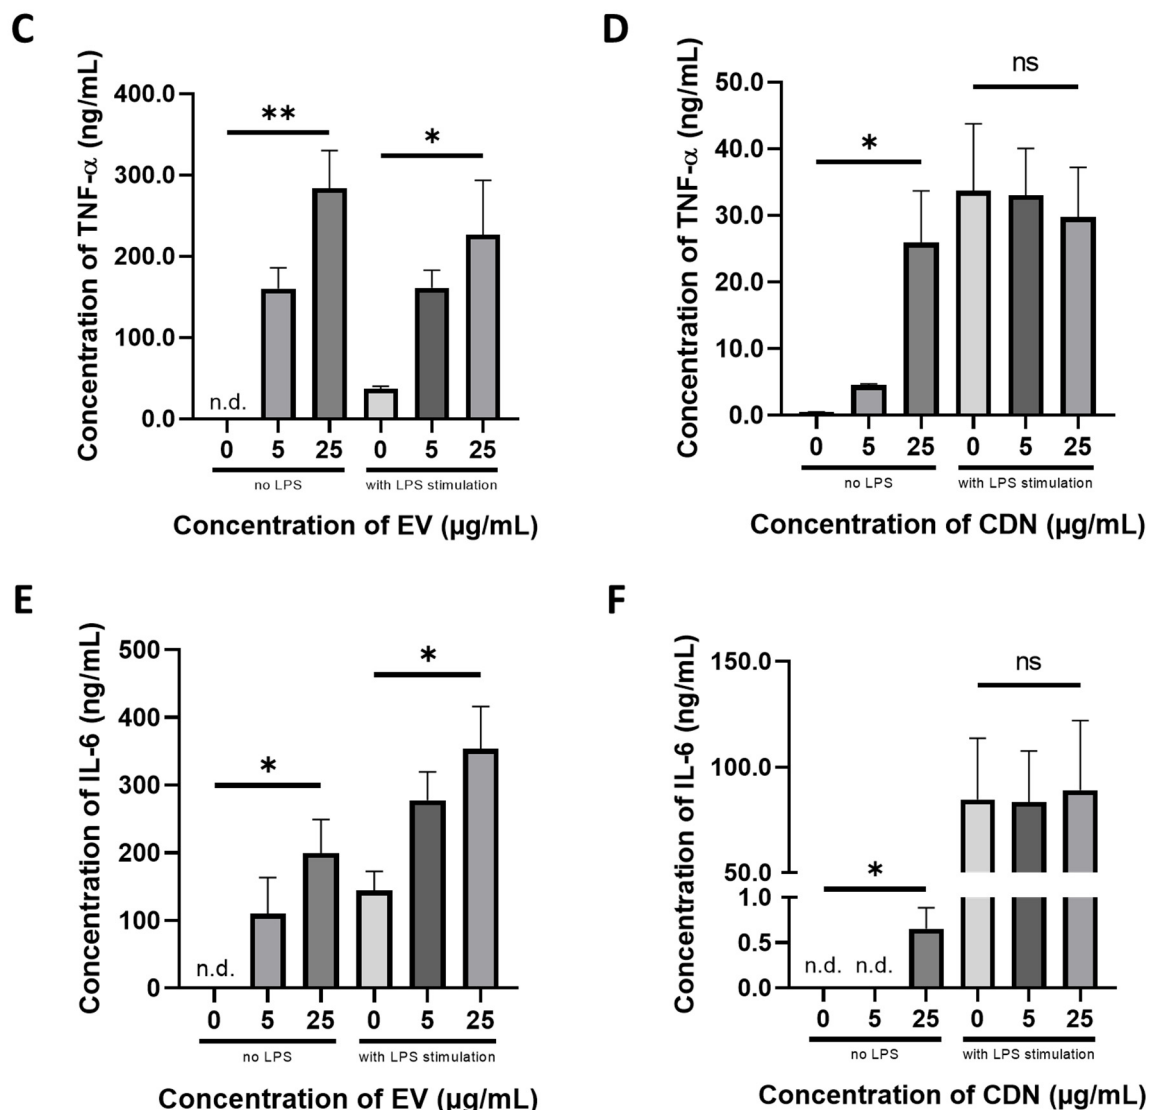 C
Concentration of TNF-α (ng/mL)
400.0
300.0
200.0
100.0
0.0
**
*
n.d.
0 5 25 0 5 25
no LPS with LPS stimulation
Concentration of EV (µg/mL)
D
Concentration of TNF-α (ng/mL)
50.0
40.0
30.0
20.0
10.0
0.0
*
ns
0 5 25 0 5 25
no LPS with LPS stimulation
Concentration of CDN (µg/mL)
E
Concentration of IL-6 (ng/mL)
500
400
300
200
100
0
*
*
n.d.
0 5 25 0 5 25
no LPS with LPS stimulation
Concentration of EV (µg/mL)
F
Concentration of IL-6 (ng/mL)
150.0
100.0
50.0
1.0
0.5
0.0
ns
*
n.d. n.d.
0 5 25 0 5 25
no LPS with LPS stimulation
Concentration of CDN (µg/mL)